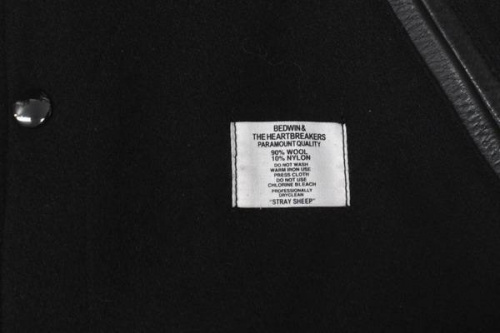 BEDWIN &
THE HEARTBREAKERS
PARAMOUNT QUALITY
90% WOOL
10% NYLON
DO NOT WASH
WARM IRON USE
PRESS CLOTH
DO NOT USE
CHLORINE BLEACH
PROFESSIONALLY
DRYCLEAN
"STRAY SHEEP"